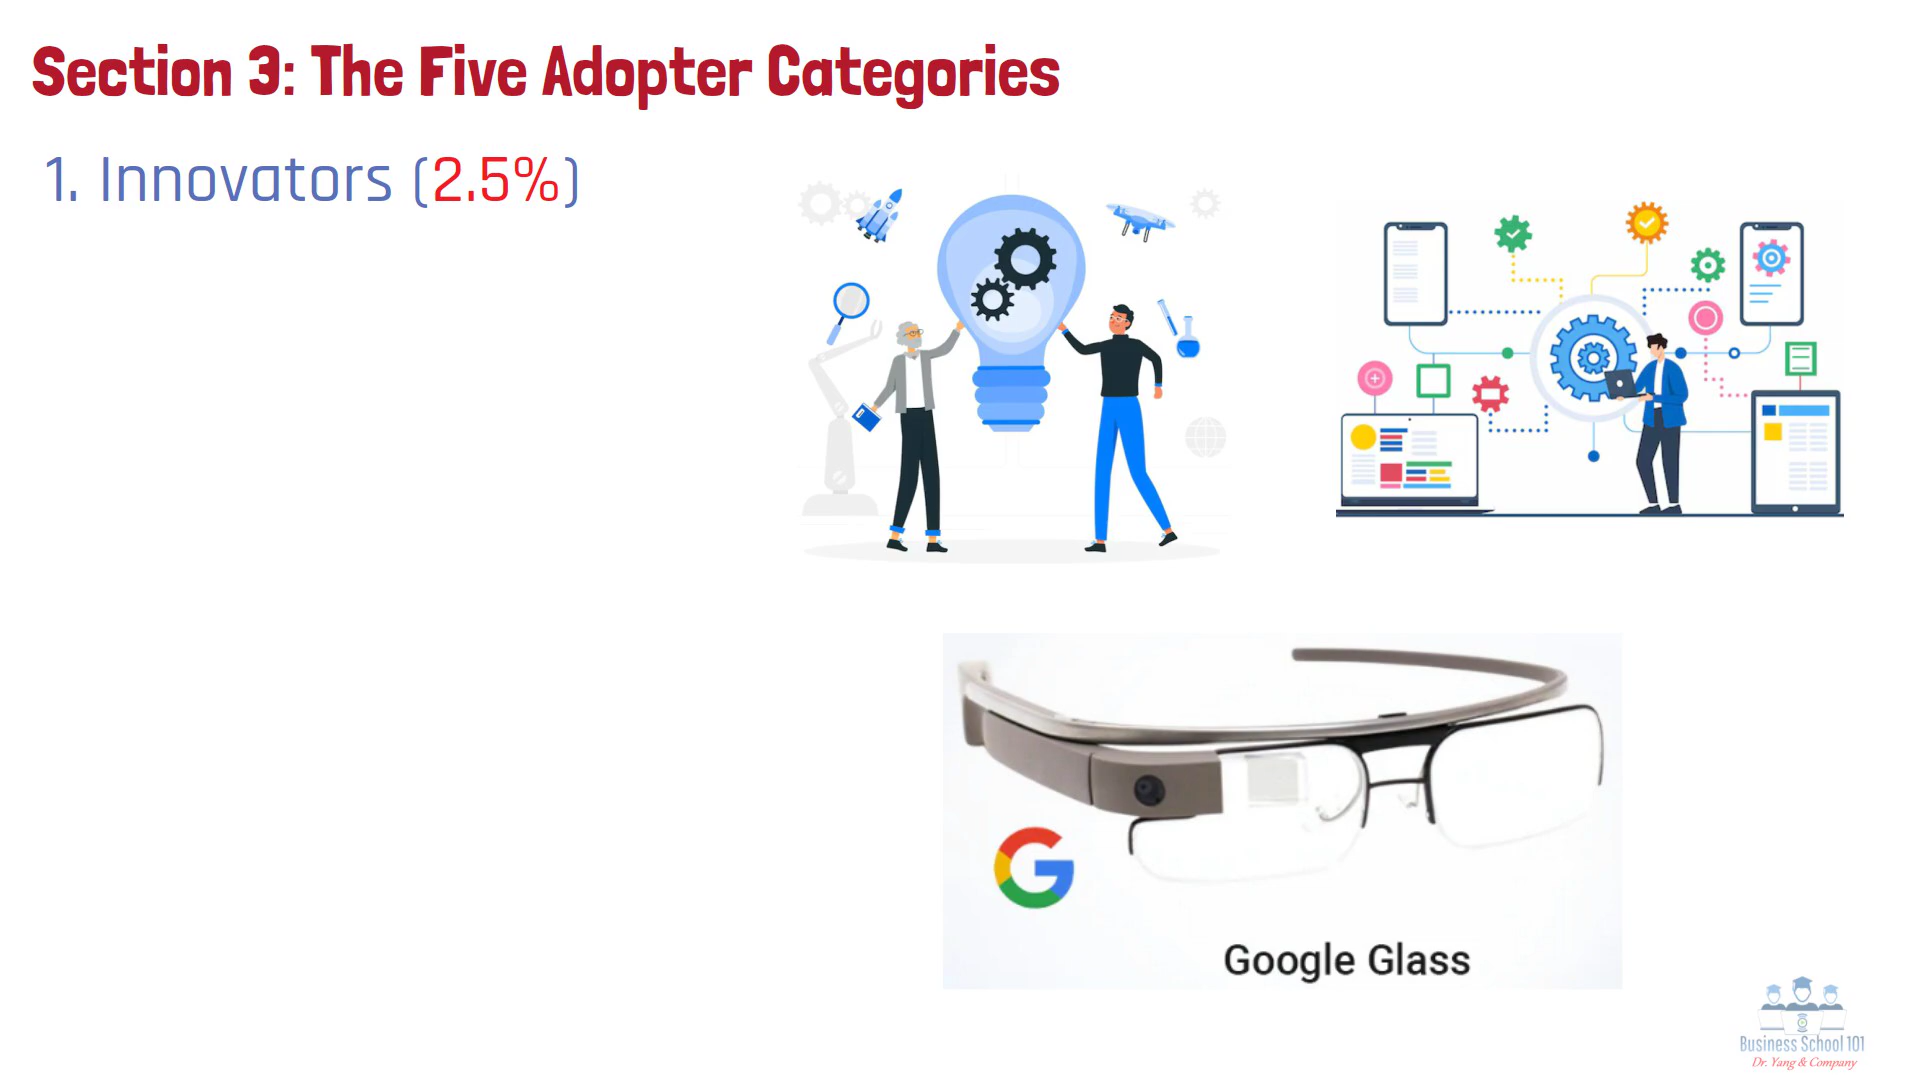 Section 3: The Five Adopter Categories
1. Innovators (2.5%)
Google Glass
Business School 101
Dr. Yang & Company